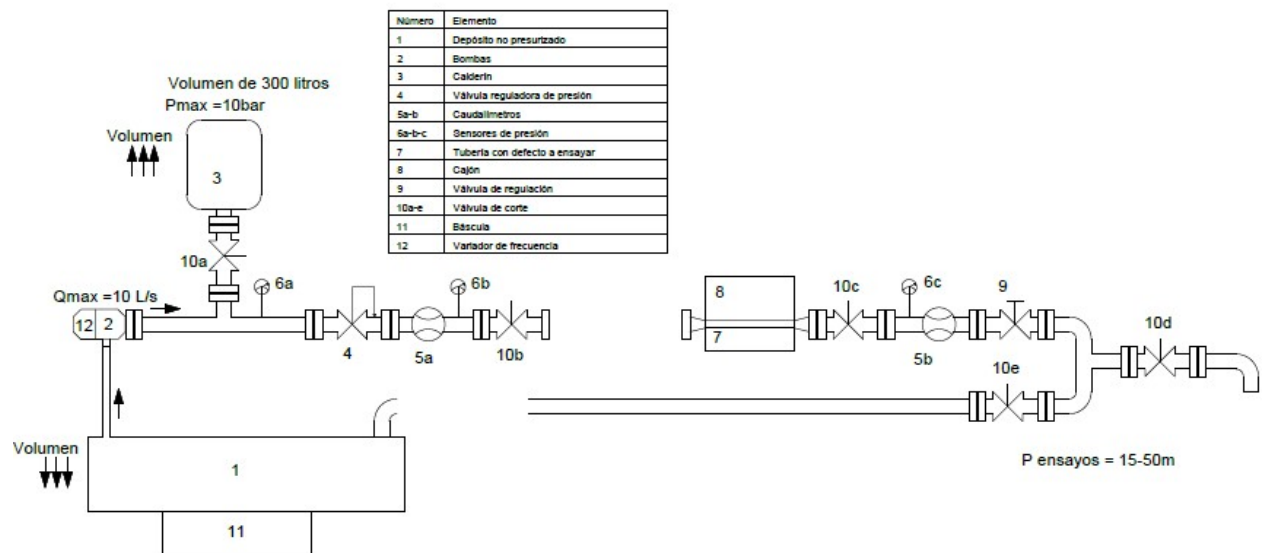 Número Elemento
1 Depósito no presurizado
2 Bombas
3 Calderín
4 Válvula reguladora de presión
5a-b Caudalímetros
6a-b-c Sensores de presión
7 Tubería con defecto a ensayar
8 Cajón
9 Válvula de regulación
10a-e Válvula de corte
11 Báscula
12 Variador de frecuencia
Volumen de 300 litros
Pmax =10bar
Volumen
3
10a
6a
6b
Qmax =10 L/s
12 2
4
5a
10b
8
7
10c
6c
9
5b
10d
10e
Volumen
1
11
P ensayos = 15-50m